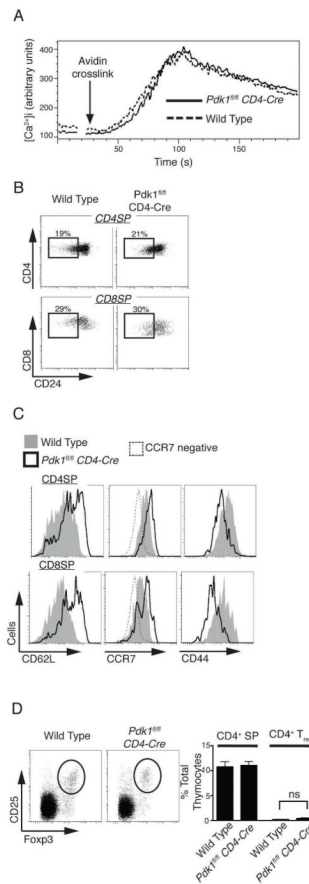 A
[Ca²⁺]i (arbitrary units)
400
300
200
100
Avidin
crosslink
Pdk1fl/fl CD4-Cre
Wild Type
50
100
150
Time (s)
B
Wild Type
Pdk1fl/fl
CD4-Cre
CD4SP
19%
21%
CD4
CD8SP
29%
30%
CD8
CD24
C
Wild Type
Pdk1fl/fl CD4-Cre
CCR7 negative
CD4SP
CD8SP
Cells
CD62L
CCR7
CD44
D
Wild Type
Pdk1fl/fl
CD4-Cre
CD25
Foxp3
% Total
Thymocytes
15
10
5
0
CD4⁺ SP
CD4⁺ Tre
ns
Wild Type
Pdk1fl/fl CD4-Cre
Wild Type
Pdk1fl/fl CD4-Cre